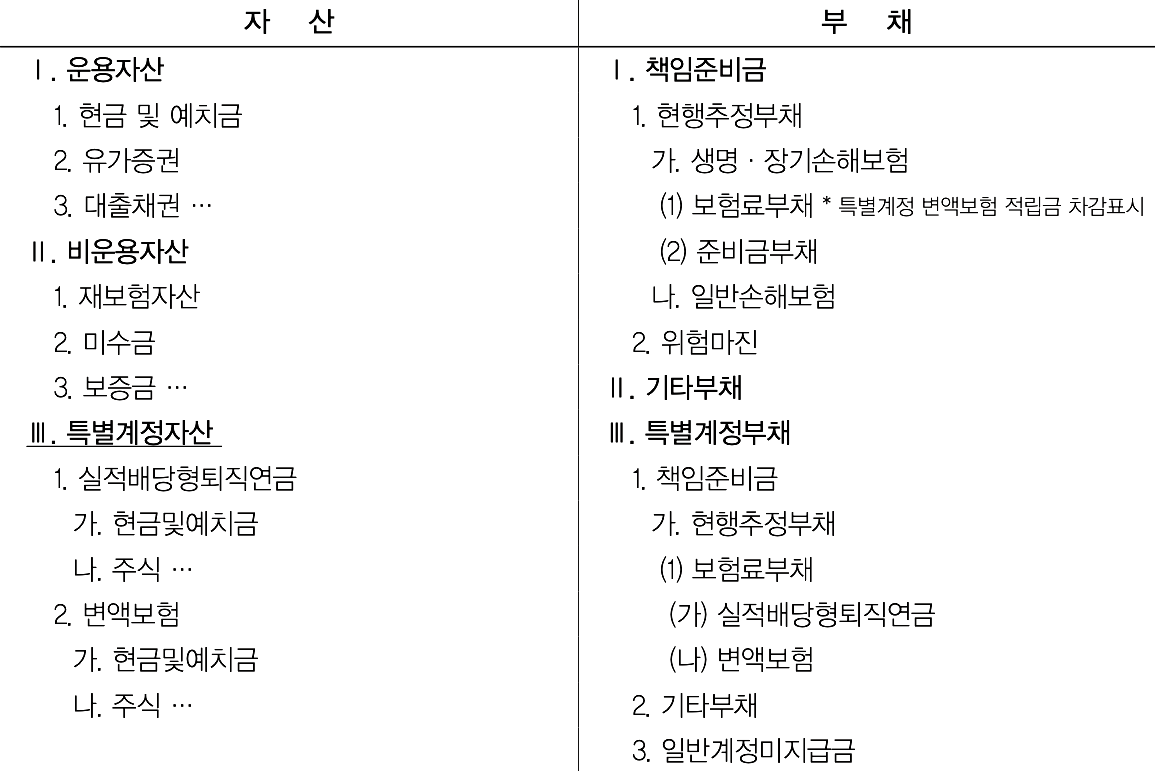 자 산
Ⅰ. 운용자산
1. 현금 및 예치금
2. 유가증권
3. 대출채권 …
Ⅱ. 비운용자산
1. 재보험자산
2. 미수금
3. 보증금 …
Ⅲ. 특별계정자산
1. 실적배당형퇴직연금
가. 현금및예치금
나. 주식 …
2. 변액보험
가. 현금및예치금
나. 주식 …
부 채
Ⅰ. 책임준비금
1. 현행추정부채
가. 생명 · 장기손해보험
(1) 보험료부채 * 특별계정 변액보험 적립금 차감표시
(2) 준비금부채
나. 일반손해보험
2. 위험마진
Ⅱ. 기타부채
Ⅲ. 특별계정부채
1. 책임준비금
가. 현행추정부채
(1) 보험료부채
(가) 실적배당형퇴직연금
(나) 변액보험
2. 기타부채
3. 일반계정미지급금